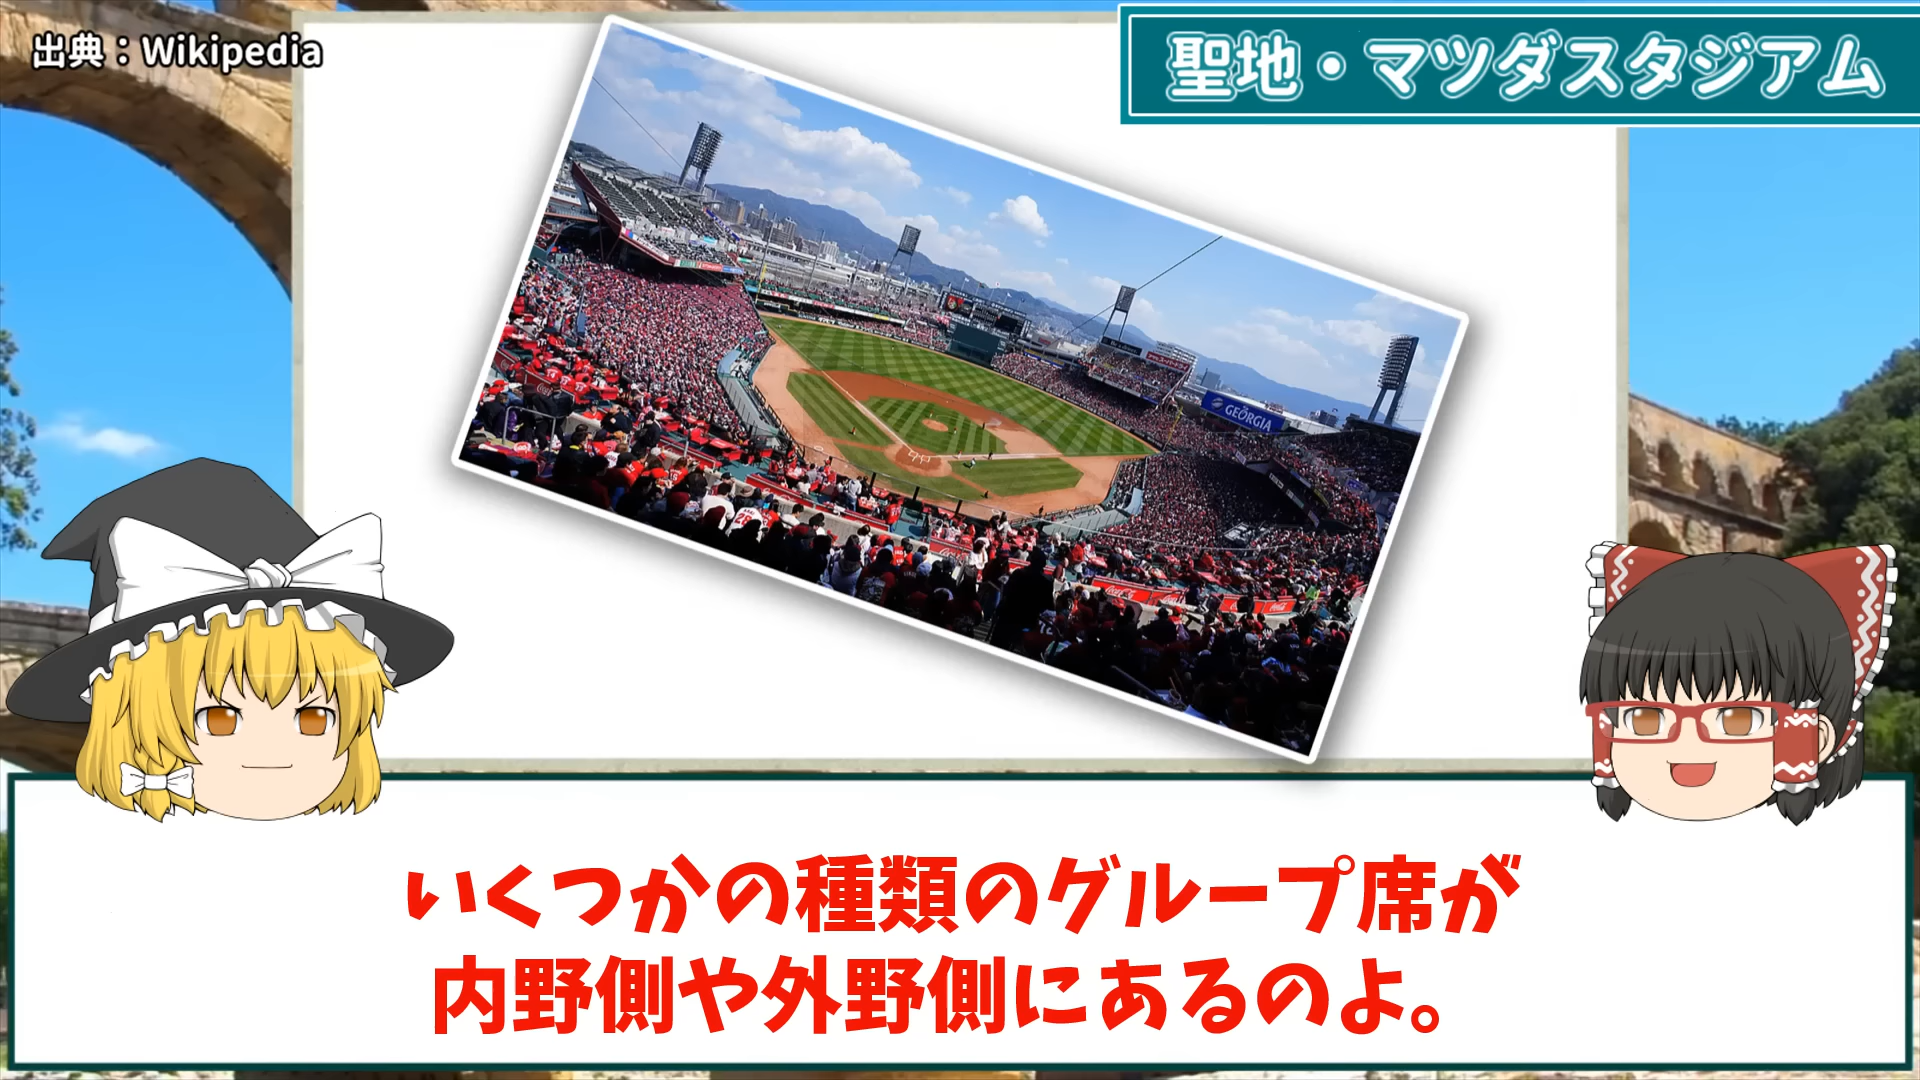 出典：Wikipedia
聖地・マツダスタジアム
GEORGIA
いくつかの種類のグループ席が
内野側や外野側にあるのよ。